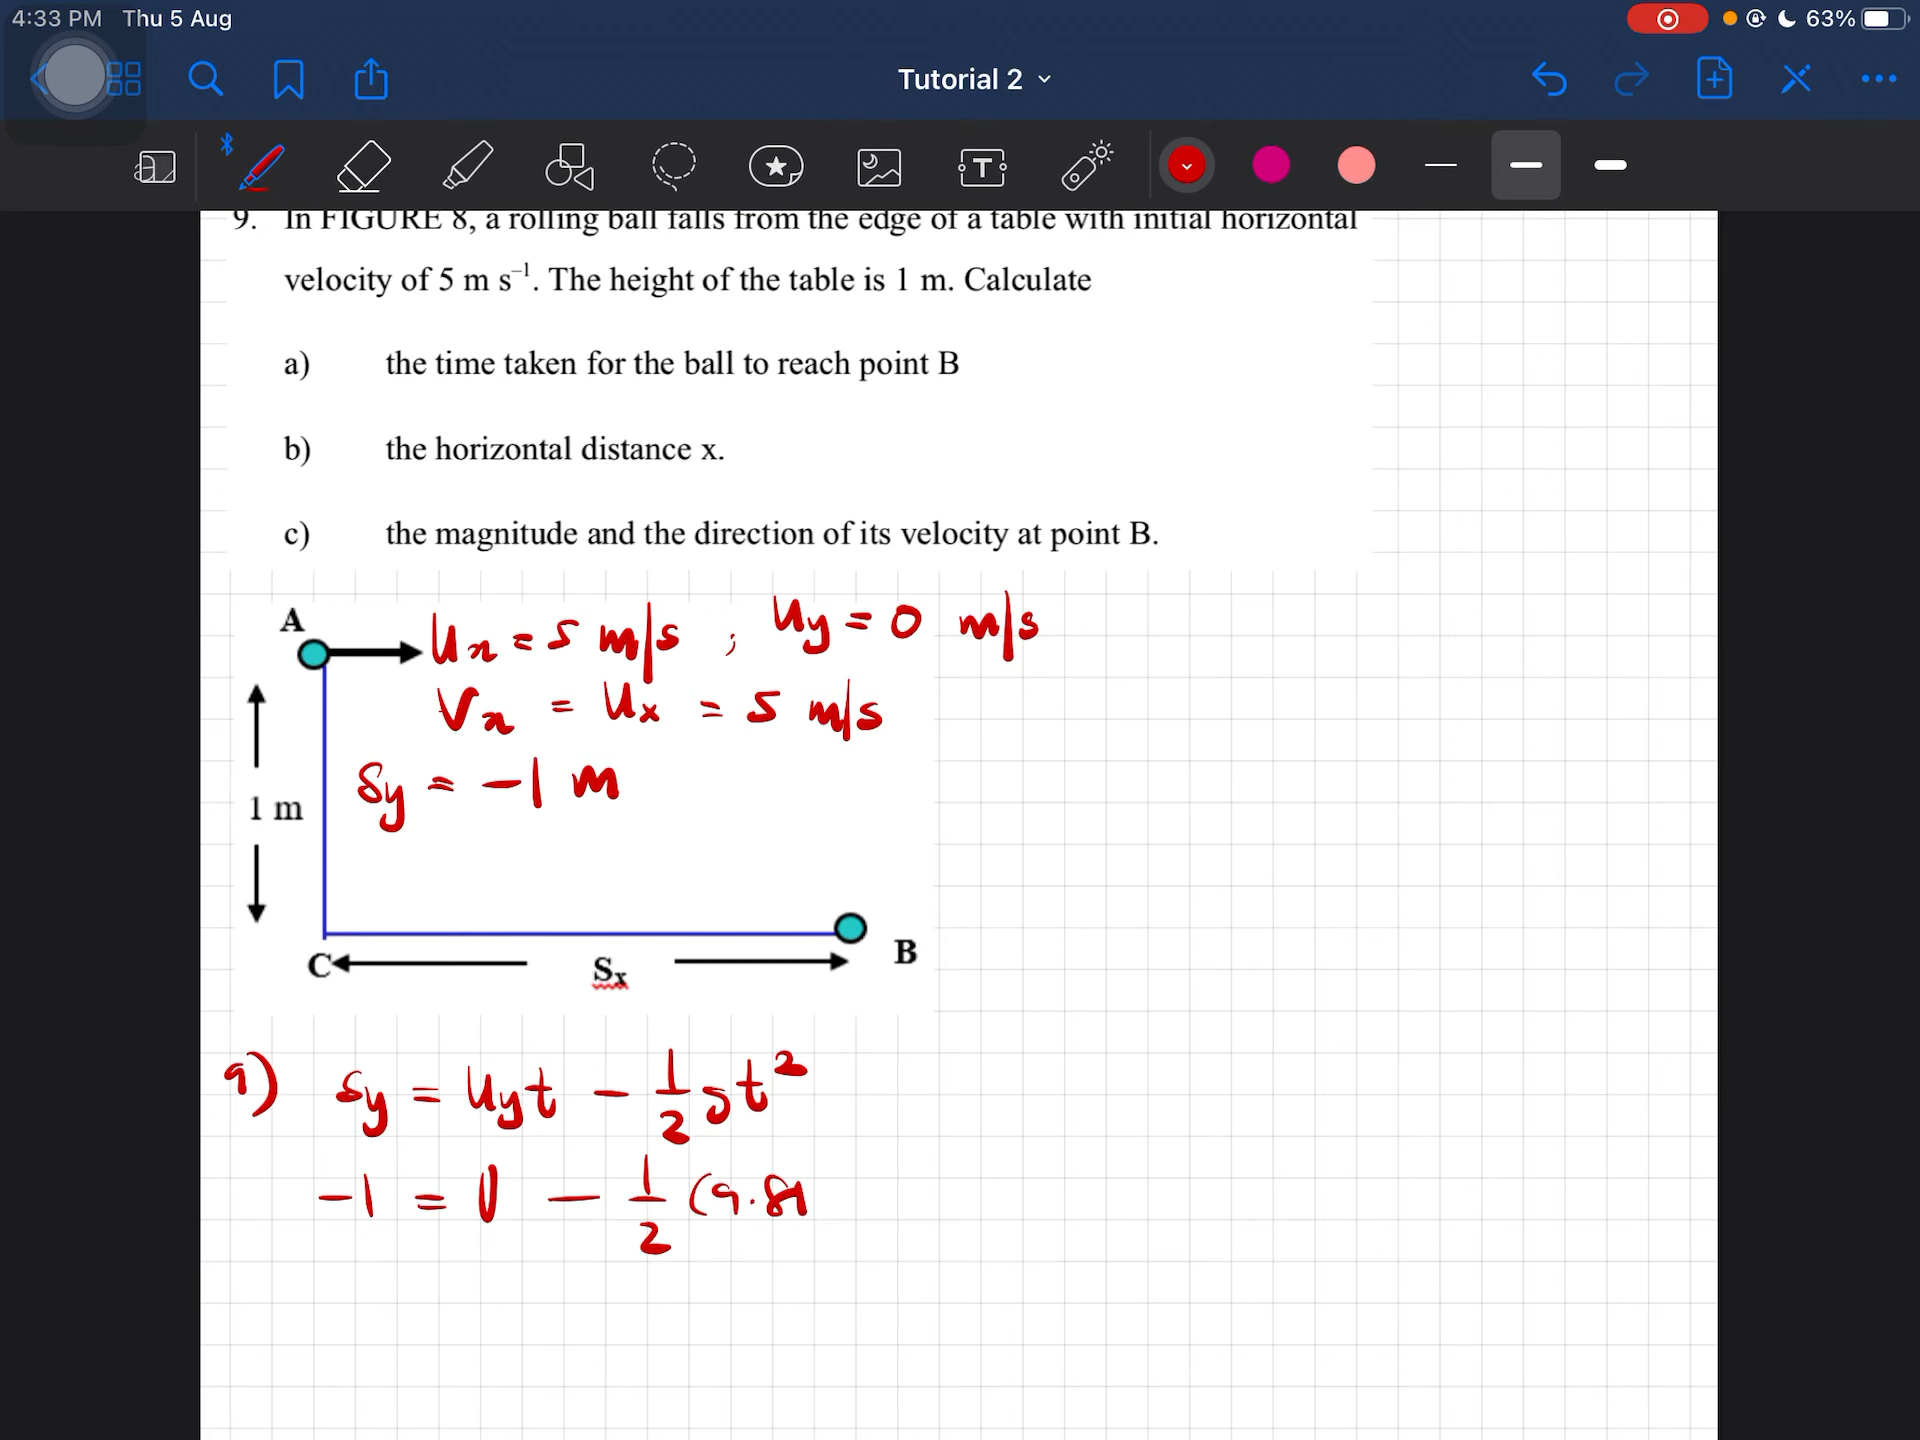 4:33 PM Thu 5 Aug
63%
Tutorial 2
T
9. In FIGURE 8, a rolling ball falls from the edge of a table with initial horizontal
velocity of 5 m s⁻¹. The height of the table is 1 m. Calculate
a) the time taken for the ball to reach point B
b) the horizontal distance x.
c) the magnitude and the direction of its velocity at point B.
A
Ux = 5 m/s ; Uy = 0 m/s
Vx = Ux = 5 m/s
Sy = -1 m
1 m
C
Sx
B
a) Sy = Uyt - 1/2 gt²
-1 = 0 - 1/2 (9.81